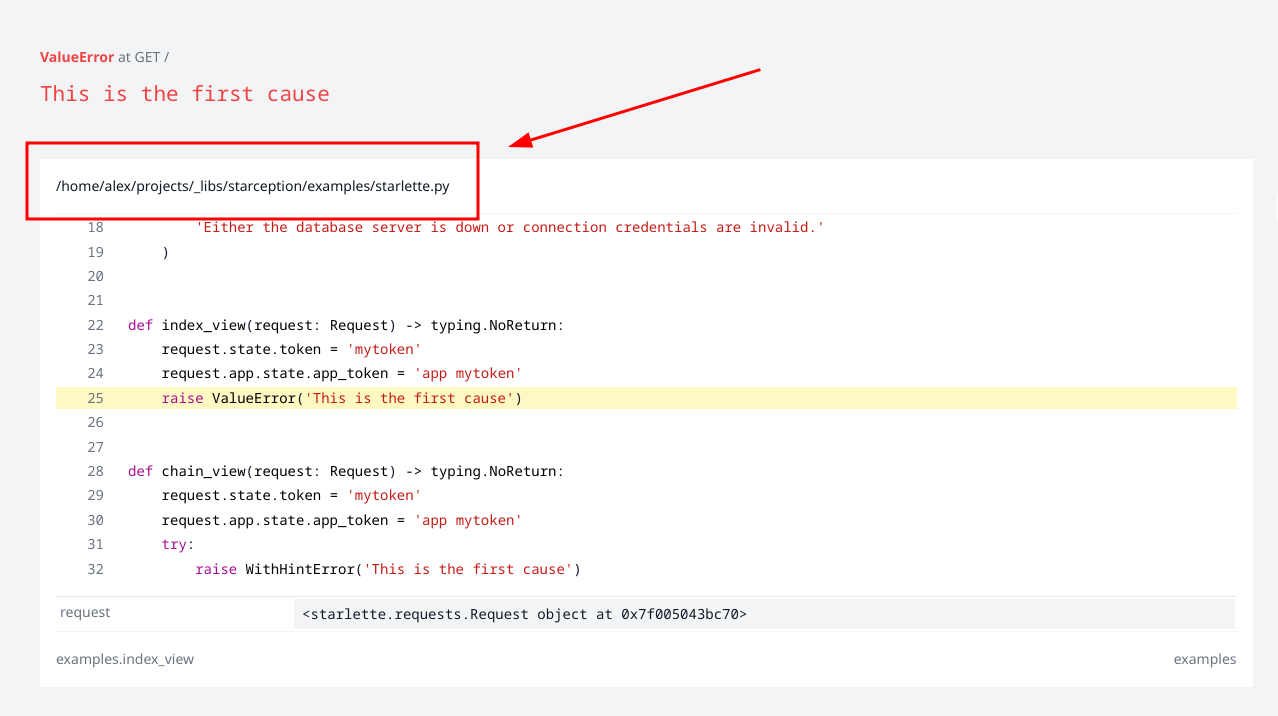 ValueError at GET /
This is the first cause
/home/alex/projects/_libs/starception/examples/starlette.py
18         'Either the database server is down or connection credentials are invalid.'
19     )
20
21
22 def index_view(request: Request) -> typing.NoReturn:
23     request.state.token = 'mytoken'
24     request.app.state.app_token = 'app mytoken'
25     raise ValueError('This is the first cause')
26
27
28 def chain_view(request: Request) -> typing.NoReturn:
29     request.state.token = 'mytoken'
30     request.app.state.app_token = 'app mytoken'
31     try:
32         raise WithHintError('This is the first cause')
request <starlette.requests.Request object at 0x7f005043bc70>
examples.index_view examples